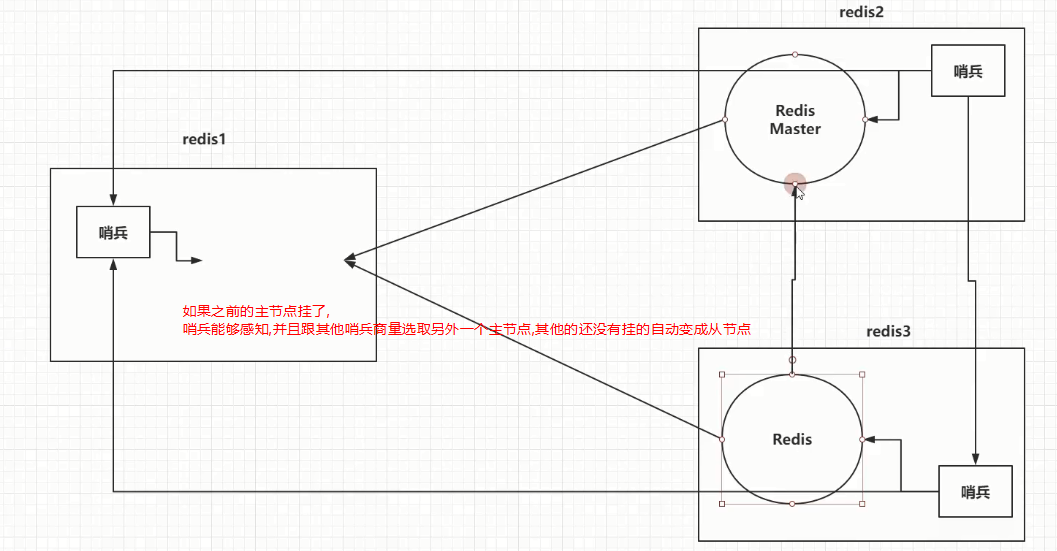 redis2
哨兵
Redis
Master
redis1
哨兵
如果之前的主节点挂了,
哨兵能够感知,并且跟其他哨兵商量选取另外一个主节点,其他的还没有挂的自动变成从节点
redis3
Redis
哨兵